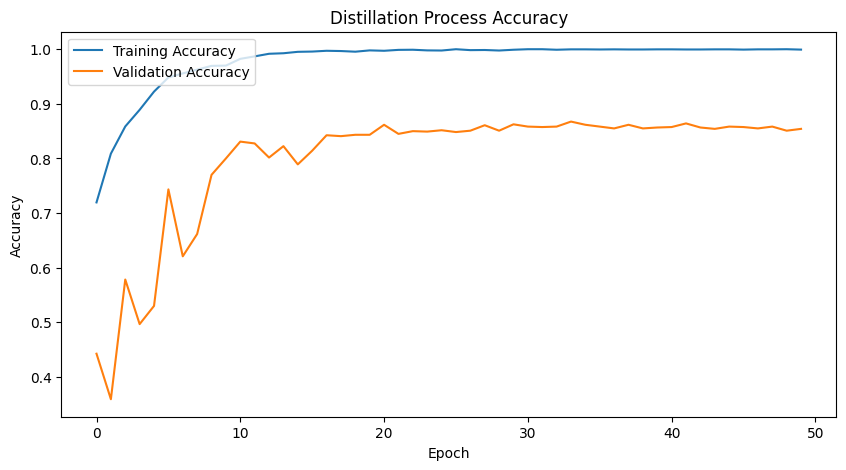 Distillation Process Accuracy
Training Accuracy
Validation Accuracy
1.0
0.9
0.8
0.7
0.6
0.5
0.4
Accuracy
0 10 20 30 40 50
Epoch